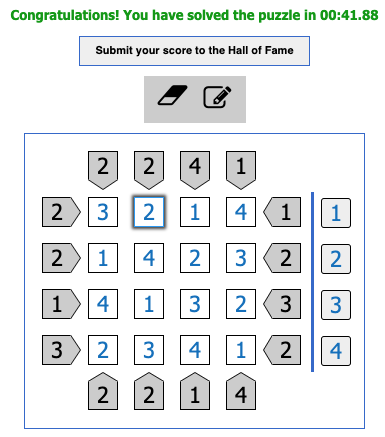 Congratulations! You have solved the puzzle in 00:41.88
Submit your score to the Hall of Fame
2 2 4 1
2 3 2 1 4 1 1
2 1 4 2 3 2 2
1 4 1 3 2 3 3
3 2 3 4 1 2 4
2 2 1 4